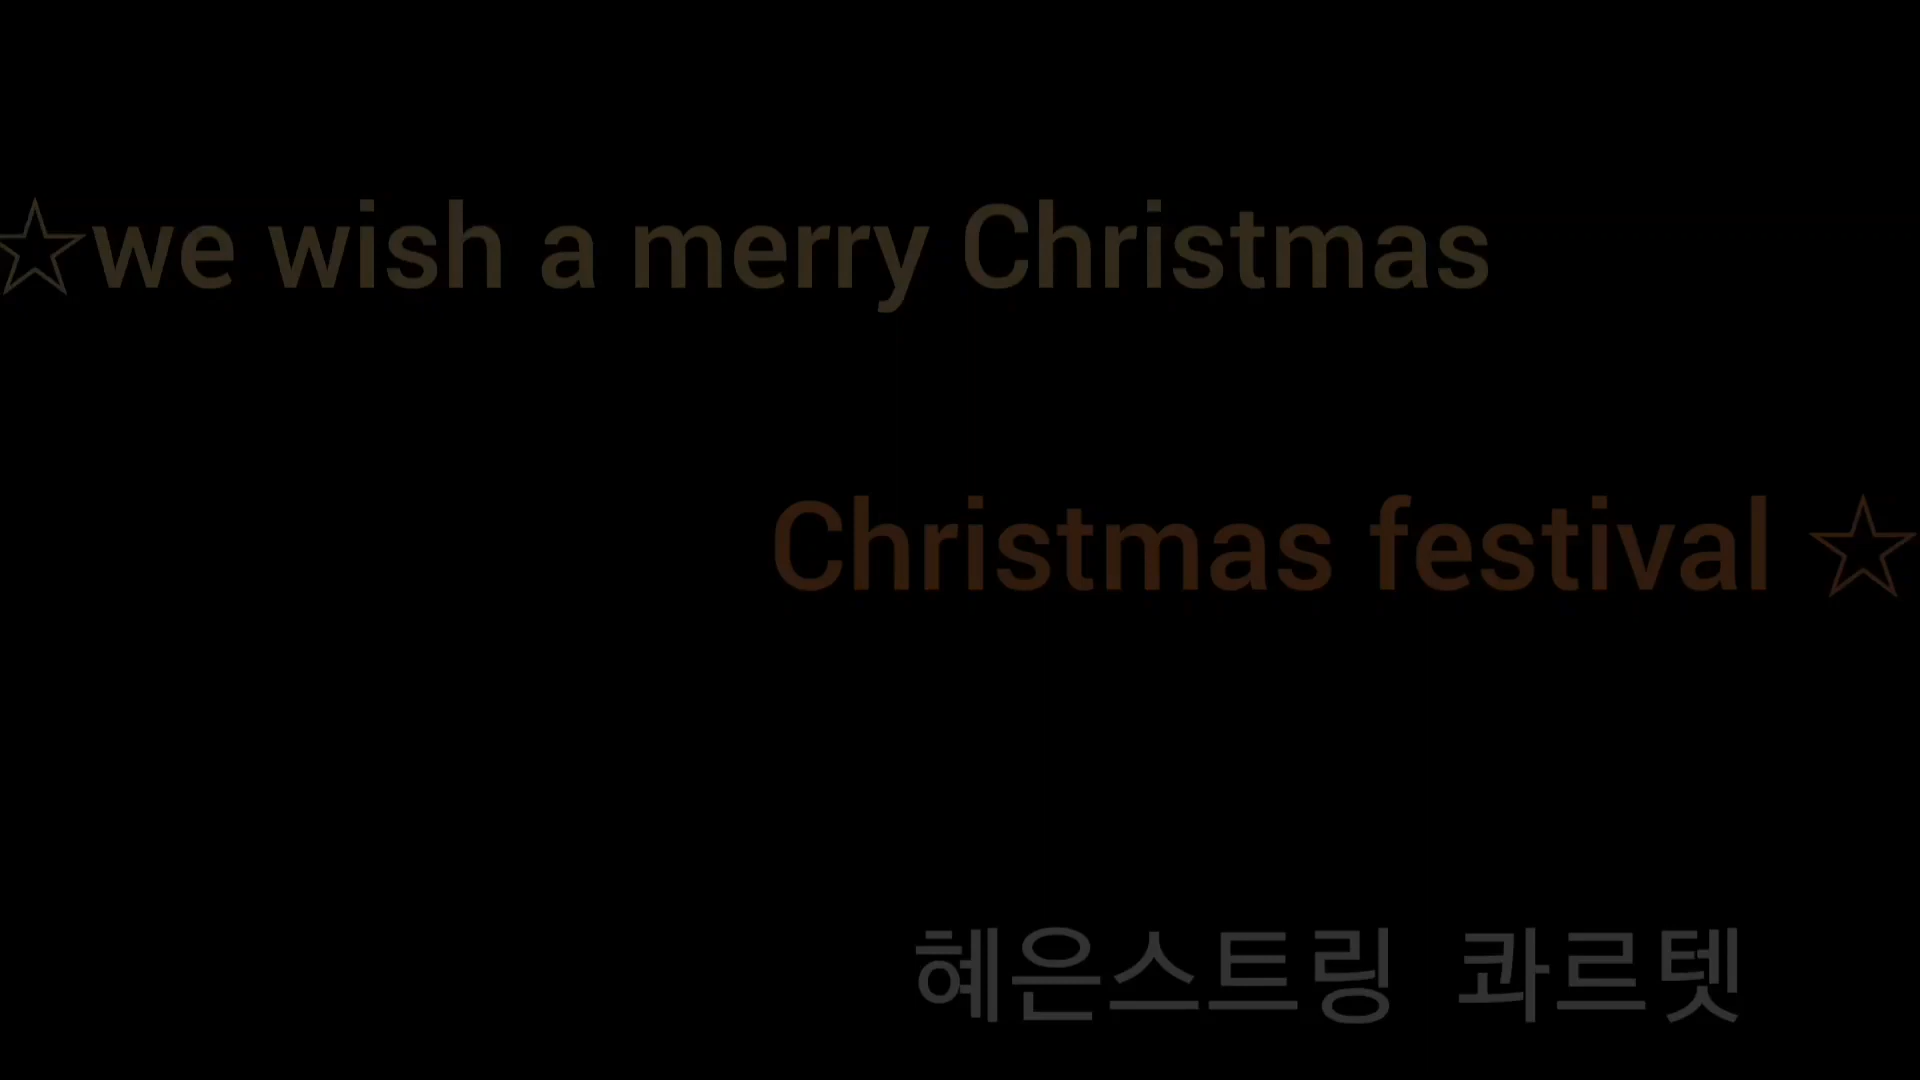 ☆we wish a merry Christmas
Christmas festival ☆
혜은스트링 콰르텟